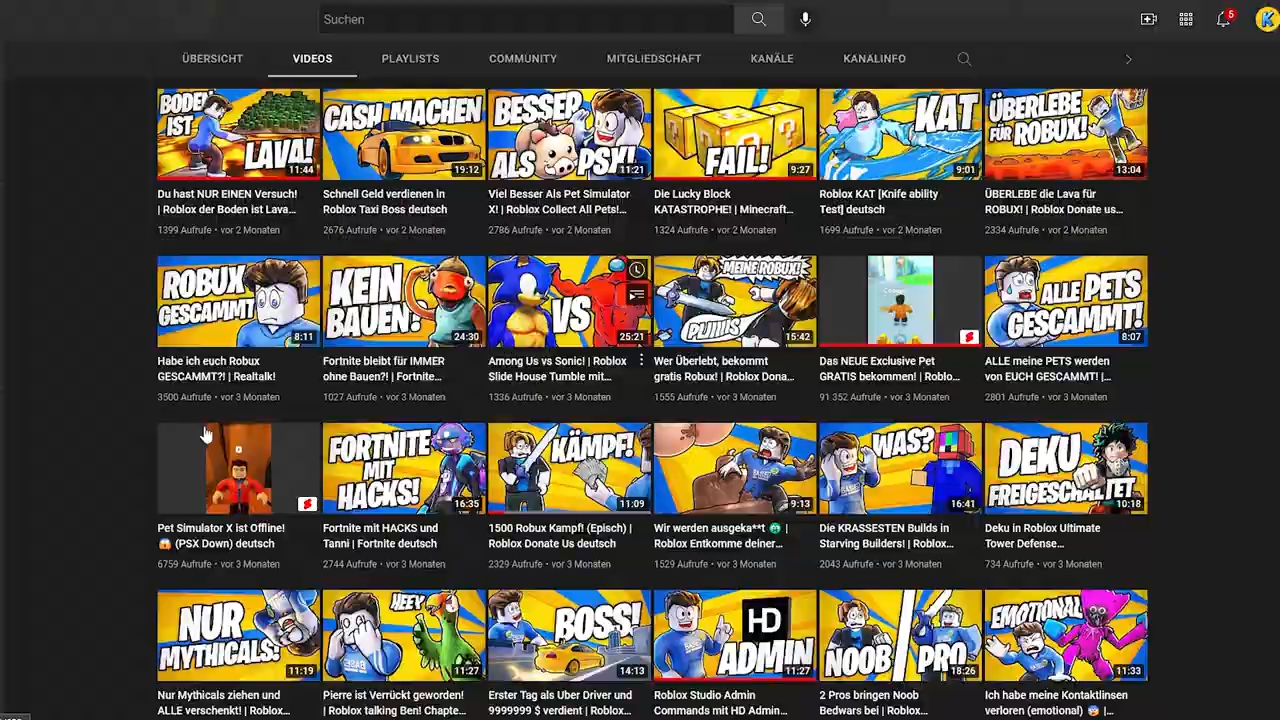 Suchen
5
K
ÜBERSICHT
VIDEOS
PLAYLISTS
COMMUNITY
MITGLIEDSCHAFT
KANÄLE
KANALINFO
BODEN
IST
LAVA!
11:44
CASH MACHEN
19:12
BESSER
ALS PSX!
11:21
FAIL!
9:27
KAT
9:01
ÜBERLEBE
FÜR ROBUX!
13:04
Du hast NUR EINEN Versuch!
| Roblox der Boden ist Lava...
1399 Aufrufe • vor 2 Monaten
Schnell Geld verdienen in
Roblox Taxi Boss deutsch
2676 Aufrufe • vor 2 Monaten
Viel Besser Als Pet Simulator
X! | Roblox Collect All Pets!...
2786 Aufrufe • vor 2 Monaten
Die Lucky Block
KATASTROPHE! | Minecraft...
1324 Aufrufe • vor 2 Monaten
Roblox KAT [Knife ability
Test] deutsch
1699 Aufrufe • vor 2 Monaten
ÜBERLEBE die Lava für
ROBUX! | Roblox Donate us...
2334 Aufrufe • vor 2 Monaten
ROBUX
GESCAMMT
8:11
KEIN
BAUEN!
24:30
VS
25:21
MEINE ROBUX!
PLIIIIS
15:42
ALLE PETS
GESCAMMT!
8:07
Habe ich euch Robux
GESCAMMT?! | Realtalk!
3500 Aufrufe • vor 3 Monaten
Fortnite bleibt für IMMER
ohne Bauen?! | Fortnite...
1027 Aufrufe • vor 3 Monaten
Among Us vs Sonic! | Roblox
Slide House Tumble mit...
1336 Aufrufe • vor 3 Monaten
Wer Überlebt, bekommt
gratis Robux! | Roblox Dona...
1555 Aufrufe • vor 3 Monaten
Das NEUE Exclusive Pet
GRATIS bekommen! | Roblo...
91 352 Aufrufe • vor 3 Monaten
ALLE meine PETS werden
von EUCH GESCAMMT! |...
2801 Aufrufe • vor 3 Monaten
FORTNITE
MIT
HACKS!
16:35
KÄMPF!
11:09
9:13
WAS?
16:41
DEKU
FREIGESCHALTET
10:18
Pet Simulator X ist Offline!
😱 (PSX Down) deutsch
6759 Aufrufe • vor 3 Monaten
Fortnite mit HACKS und
Tanni | Fortnite deutsch
2744 Aufrufe • vor 3 Monaten
1500 Robux Kampf! (Episch) |
Roblox Donate Us deutsch
2329 Aufrufe • vor 3 Monaten
Wir werden ausgeka**t 🤮 |
Roblox Entkomme deiner...
1529 Aufrufe • vor 3 Monaten
Die KRASSESTEN Builds in
Starving Builders! | Roblox...
2043 Aufrufe • vor 3 Monaten
Deku in Roblox Ultimate
Tower Defense...
734 Aufrufe • vor 3 Monaten
NUR
MYTHICALS!
11:19
HEEY
11:27
BOSS!
14:13
HD
ADMIN
11:27
NOOB
PRO
18:26
EMOTIONAL
11:33
Nur Mythicals ziehen und
ALLE verschenkt! | Roblox...
Pierre ist Verrückt geworden!
| Roblox talking Ben! Chapte...
Erster Tag als Uber Driver und
9999999 $ verdient | Roblox...
Roblox Studio Admin
Commands mit HD Admin...
2 Pros bringen Noob
Bedwars bei | Roblox...
Ich habe meine Kontaktlinsen
verloren (emotional) 😰 |...